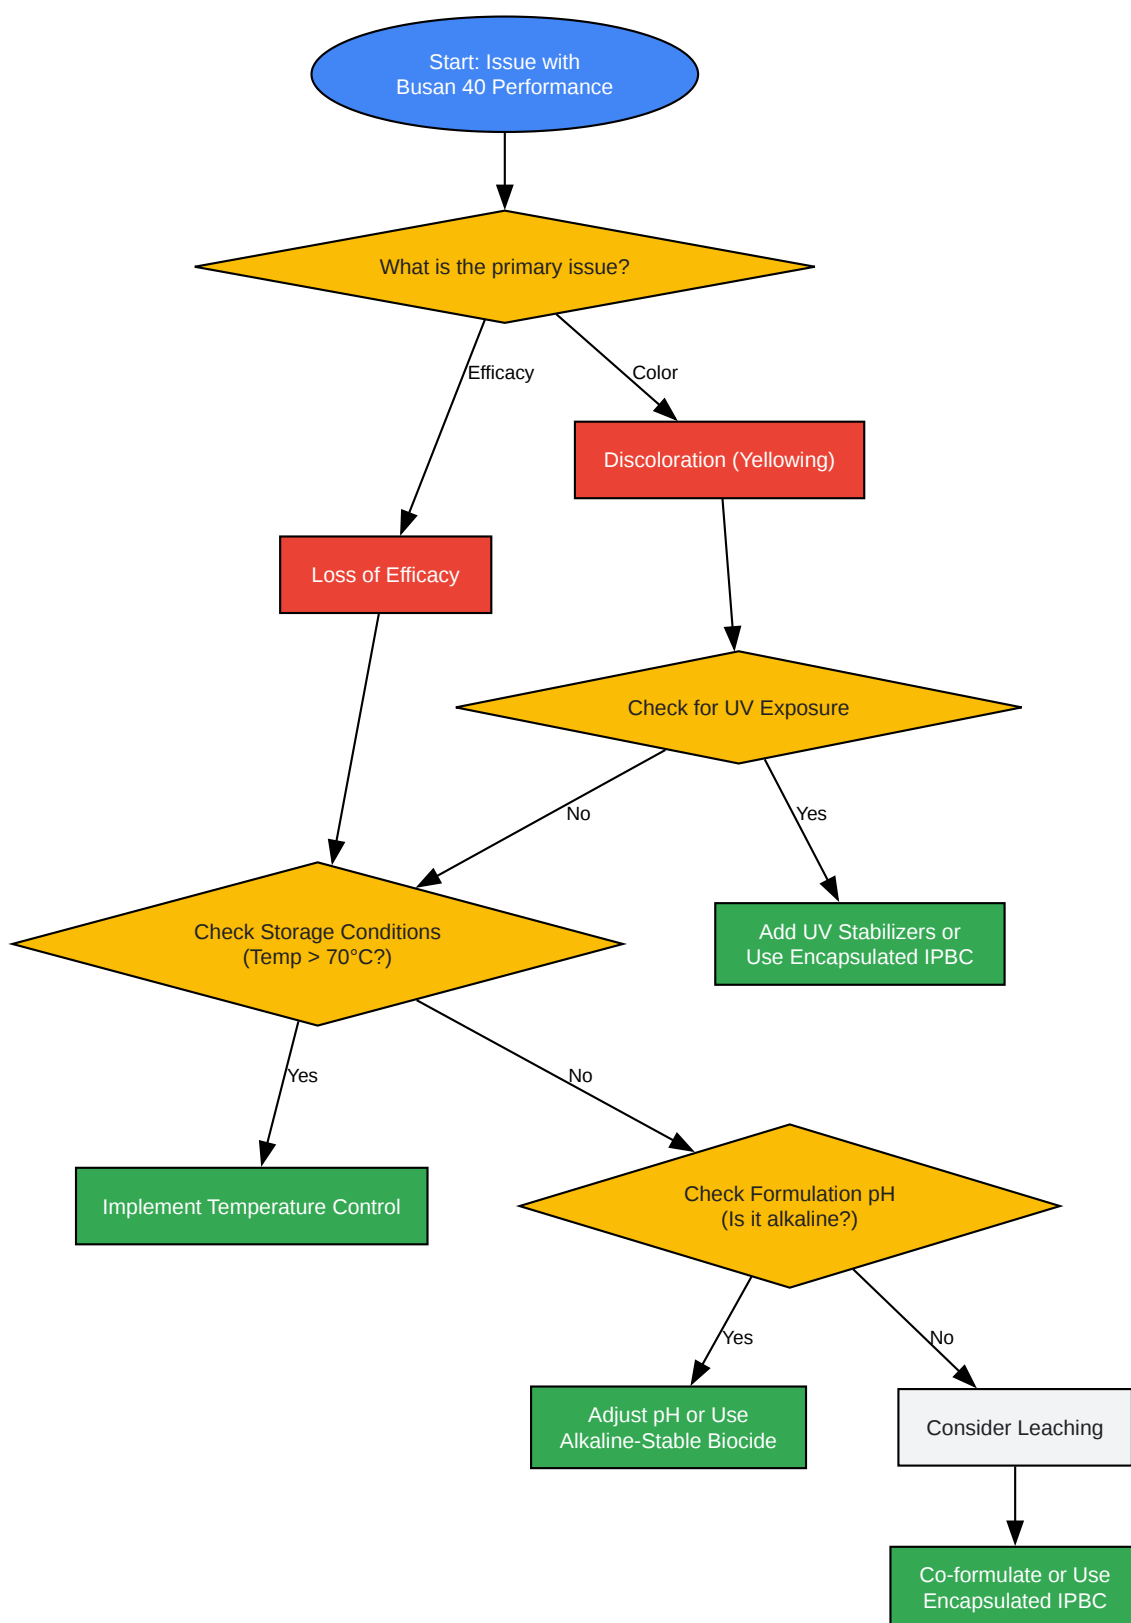 Start: Issue with
Busan 40 Performance
What is the primary issue?
Efficacy
Color
Discoloration (Yellowing)
Loss of Efficacy
Check for UV Exposure
No
Yes
Check Storage Conditions
(Temp > 70°C?)
Add UV Stabilizers or
Use Encapsulated IPBC
Yes
No
Implement Temperature Control
Check Formulation pH
(Is it alkaline?)
Yes
No
Adjust pH or Use
Alkaline-Stable Biocide
Consider Leaching
Co-formulate or Use
Encapsulated IPBC